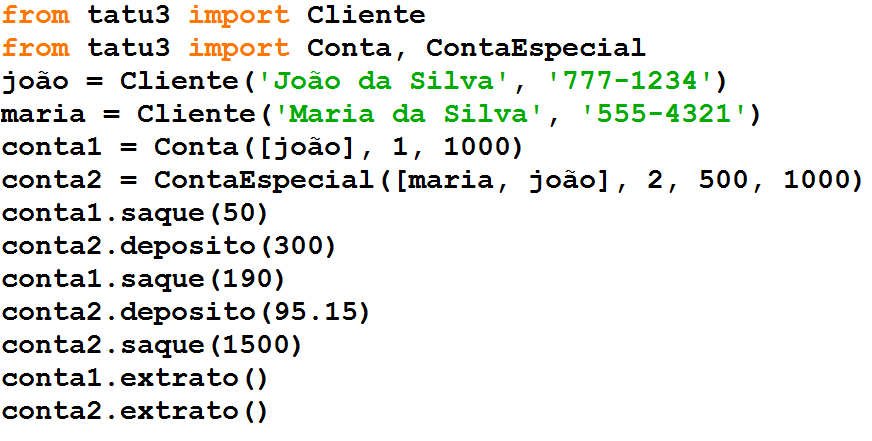 from tatu3 import Cliente
from tatu3 import Conta, ContaEspecial
joão = Cliente('João da Silva', '777-1234')
maria = Cliente('Maria da Silva', '555-4321')
conta1 = Conta([joão], 1, 1000)
conta2 = ContaEspecial([maria, joão], 2, 500, 1000)
conta1.saque(50)
conta2.deposito(300)
conta1.saque(190)
conta2.deposito(95.15)
conta2.saque(1500)
conta1.extrato()
conta2.extrato()